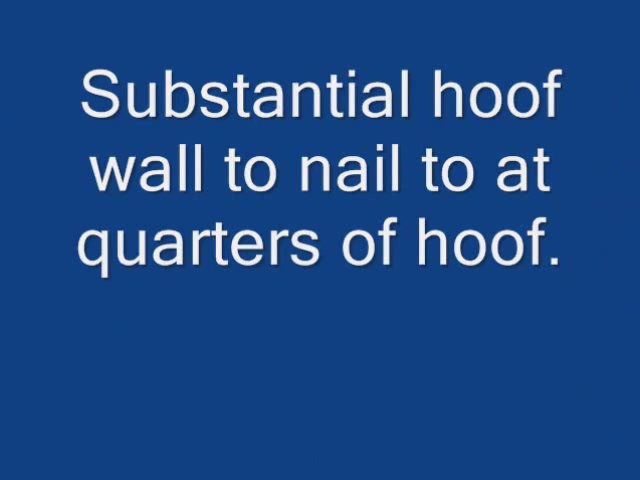 Substantial hoof
wall to nail to at
quarters of hoof.